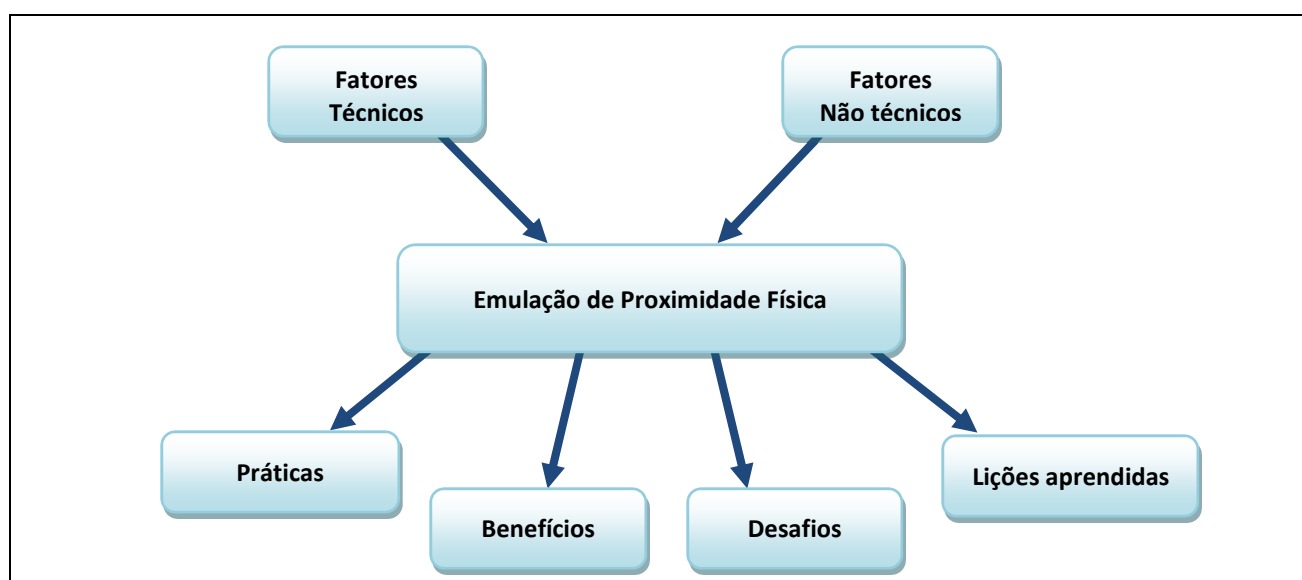 Fatores
Técnicos
Fatores
Não técnicos
Emulação de Proximidade Física
Práticas
Lições aprendidas
Benefícios
Desafios